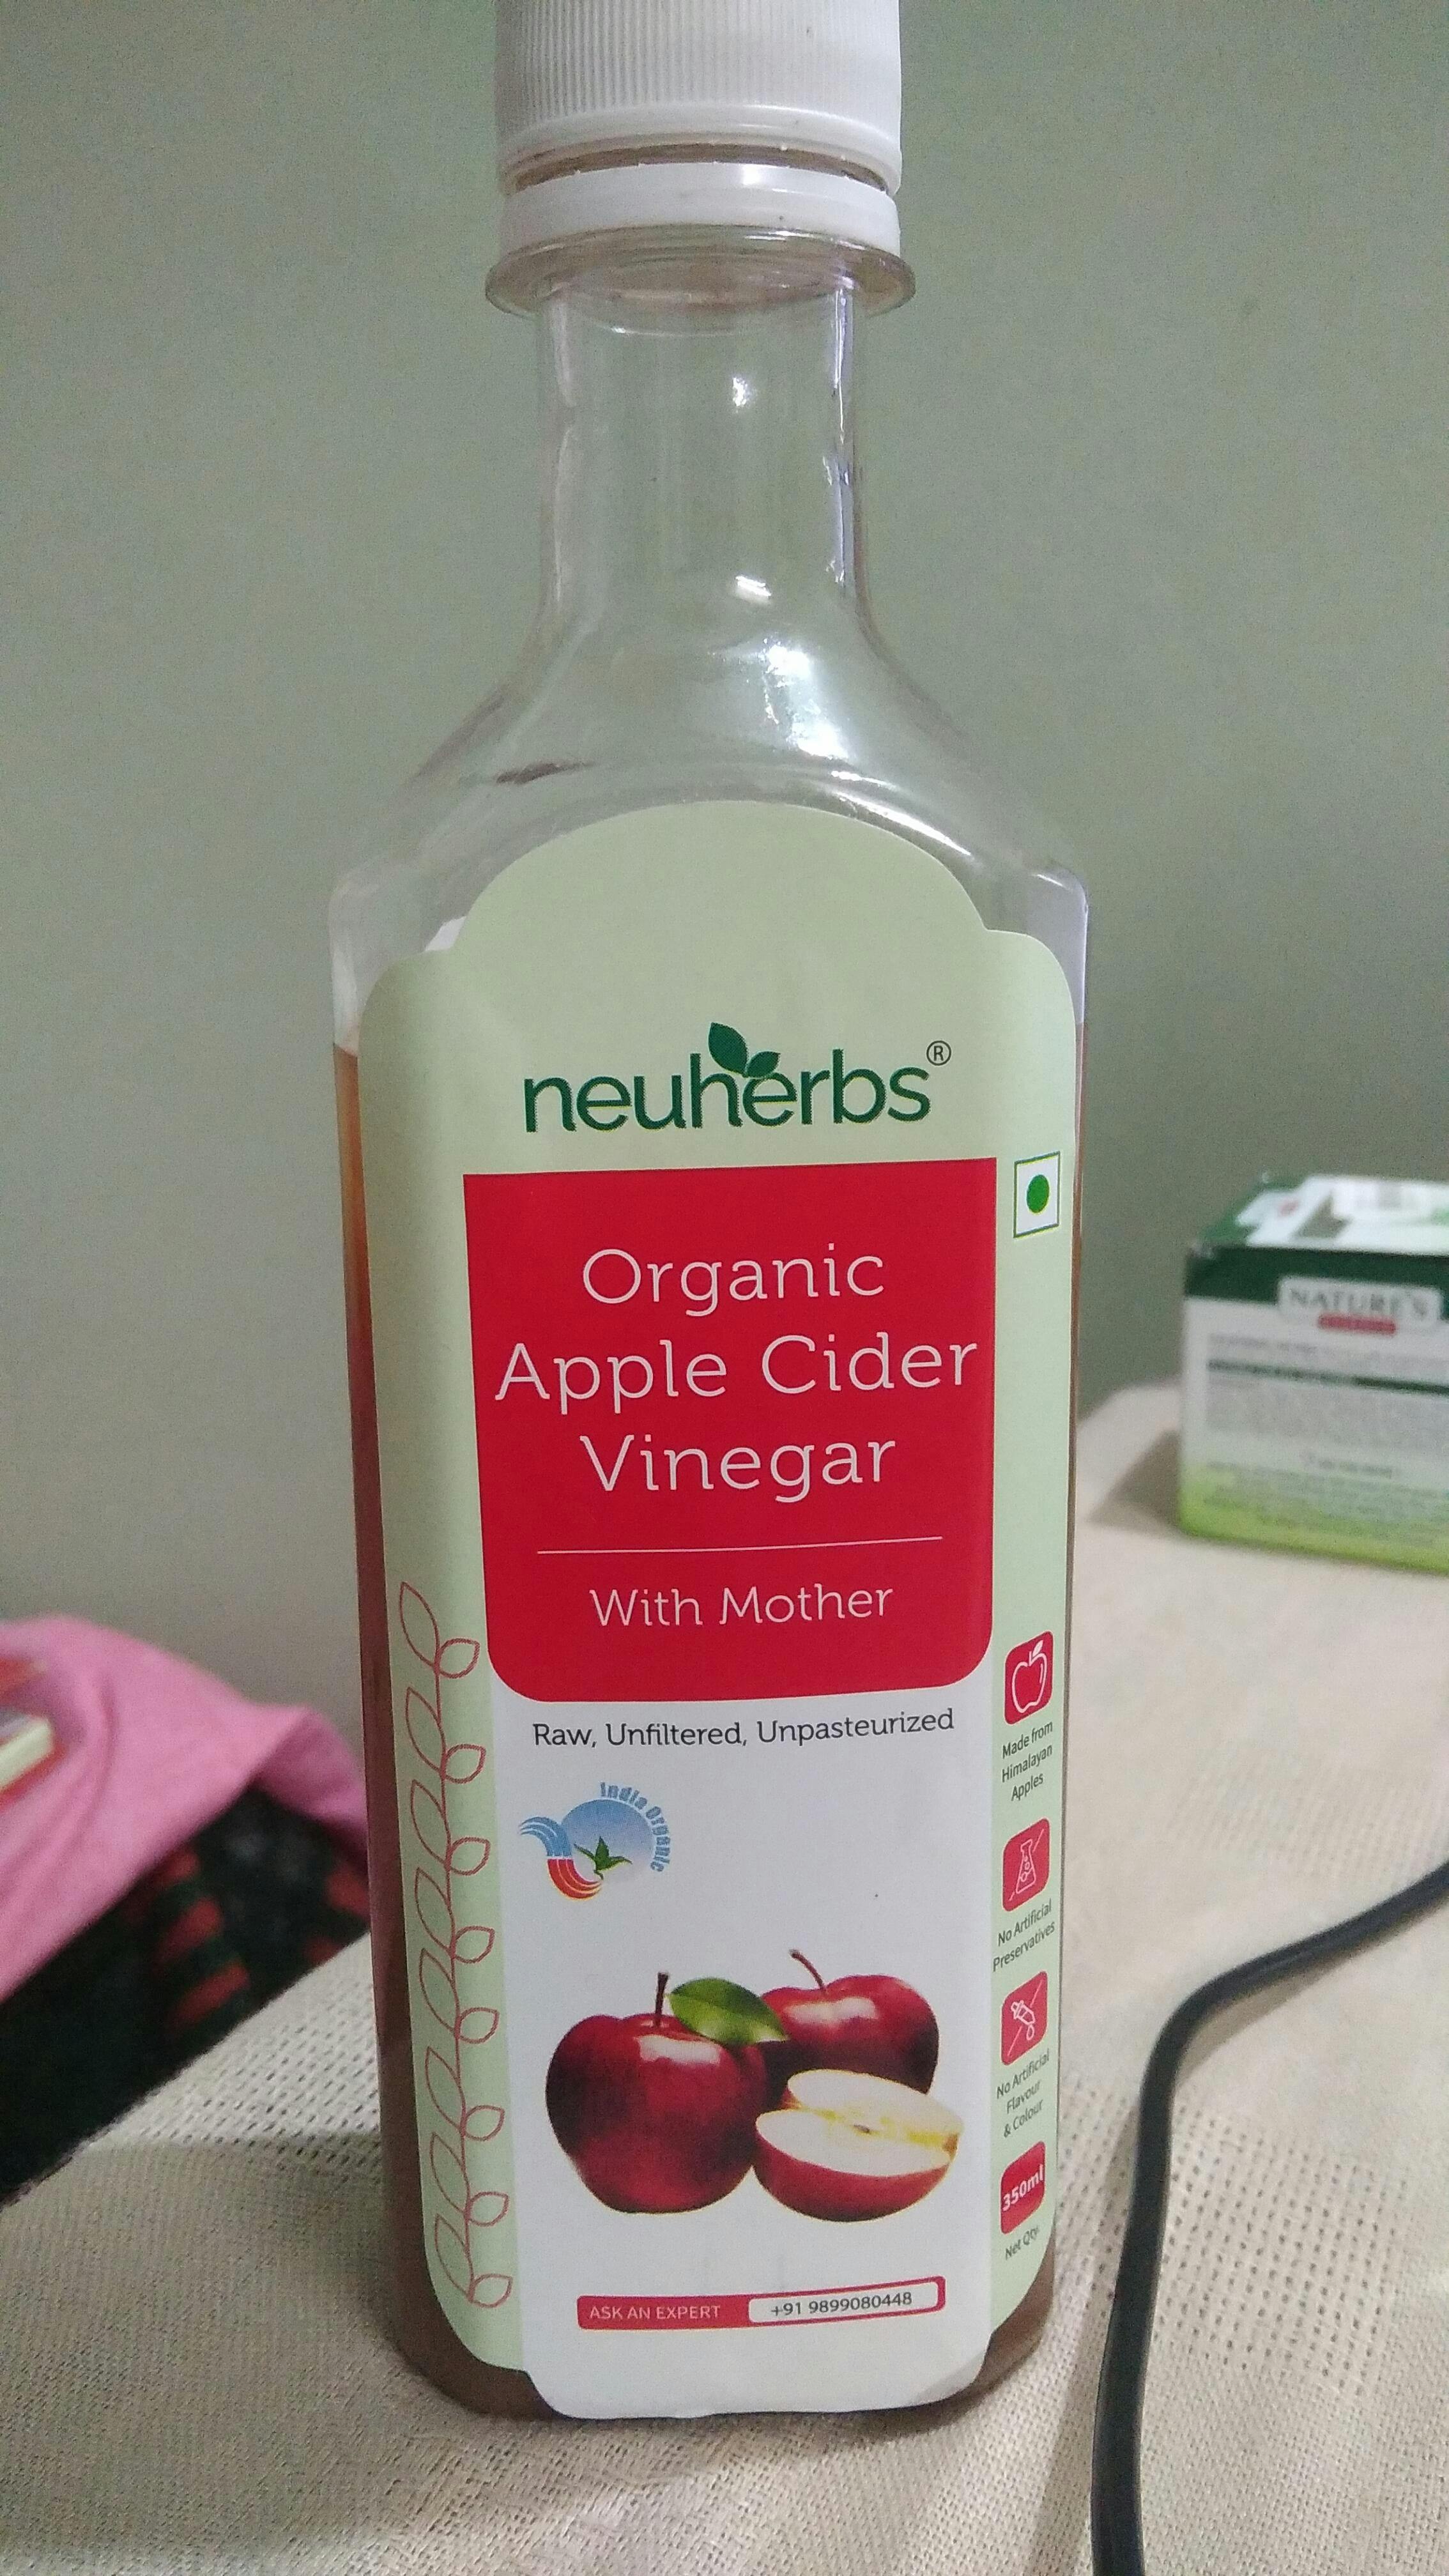 neuherbs®
Organic
Apple Cider
Vinegar
With Mother
Raw, Unfiltered, Unpasteurized
India Organic
Made from
Himalayan
Apples
No Artificial
Preservatives
No Artificial
Flavour
& Colour
350ml
Net Qty.
ASK AN EXPERT +91 9899080448
NATURE'S